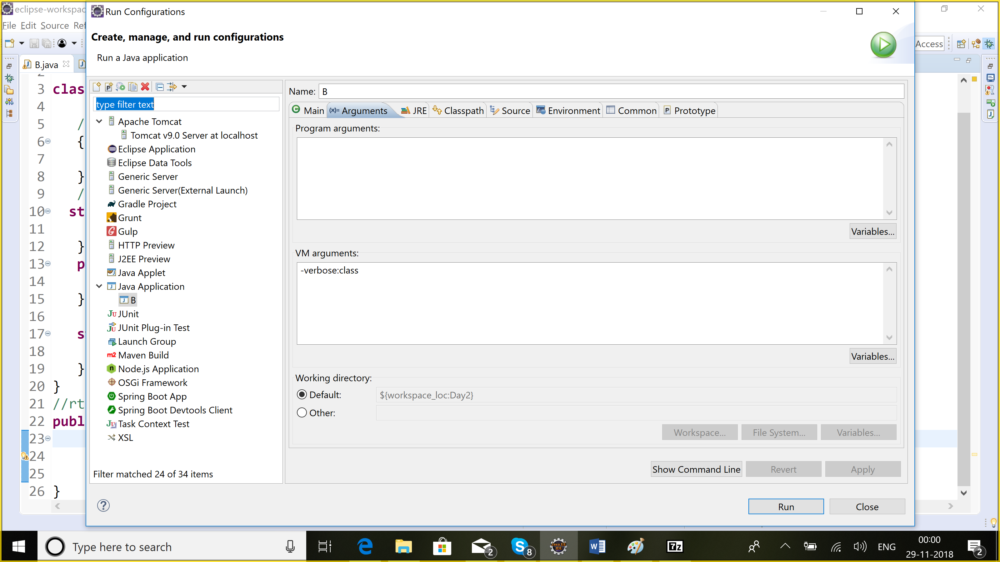 eclipse-workspac
File Edit Source Ref
Run Configurations
Create, manage, and run configurations
Run a Java application
Access
B.java
type filter text
Apache Tomcat
Tomcat v9.0 Server at localhost
Eclipse Application
Eclipse Data Tools
Generic Server
Generic Server(External Launch)
Gradle Project
Grunt
Gulp
HTTP Preview
J2EE Preview
Java Applet
Java Application
B
JUnit
JUnit Plug-in Test
Launch Group
Maven Build
Node.js Application
OSGi Framework
Spring Boot App
Spring Boot Devtools Client
Task Context Test
XSL
Filter matched 24 of 34 items
Name: B
Main (x)= Arguments JRE Classpath Source Environment Common Prototype
Program arguments:
Variables...
VM arguments:
-verbose:class
Variables...
Working directory:
Default: ${workspace_loc:Day2}
Other:
Workspace... File System... Variables...
Show Command Line Revert Apply
Run Close
3 clas
4
5 /
6 {
7
8 }
9 /
10 st
11
12 }
13 p
14
15 }
16
17 s
18
19 }
20 }
21 //rt
22 publ
23
24
25
26 }
Type here to search
2
8
Java EE
IDE
7z
ENG
00:00
29-11-2018
2